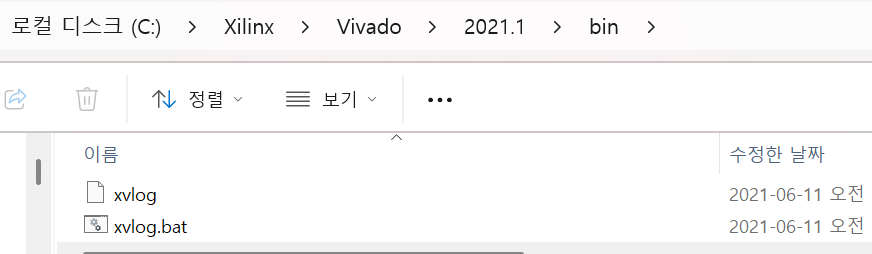 로컬 디스크 (C:) > Xilinx > Vivado > 2021.1 > bin >
정렬 보기
이름 수정한 날짜
xvlog 2021-06-11 오전
xvlog.bat 2021-06-11 오전